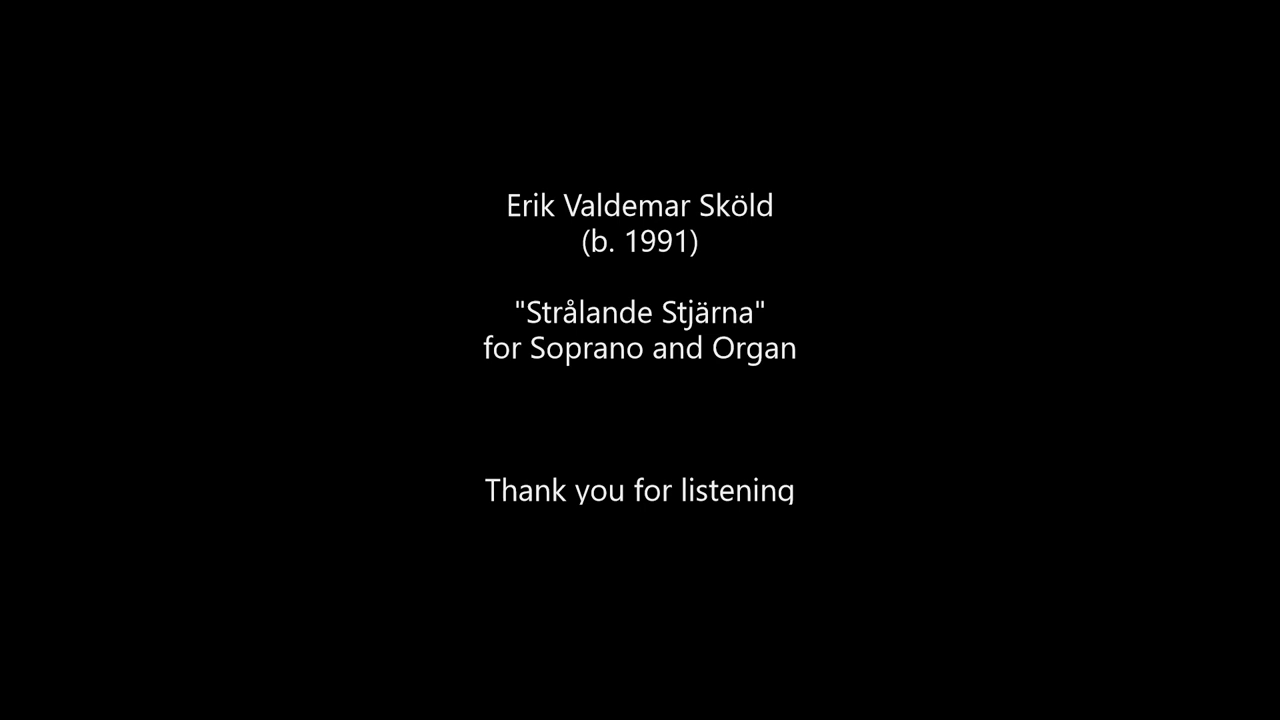 Erik Valdemar Sköld
(b. 1991)
"Strålande Stjärna"
for Soprano and Organ
Thank you for listening